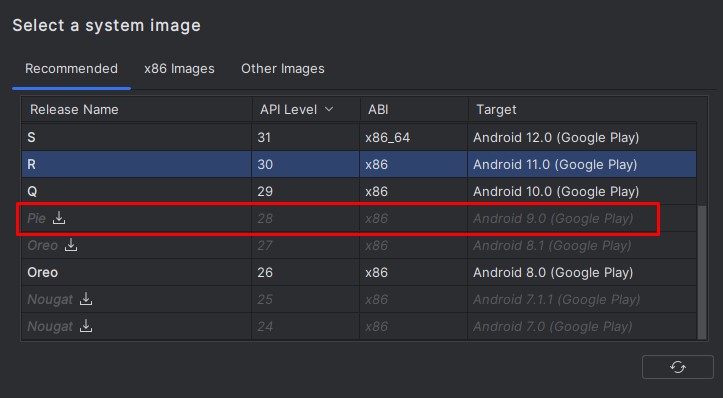 Select a system image
Recommended x86 Images Other Images
Release Name API Level ABI Target
S 31 x86_64 Android 12.0 (Google Play)
R 30 x86 Android 11.0 (Google Play)
Q 29 x86 Android 10.0 (Google Play)
Pie 28 x86 Android 9.0 (Google Play)
Oreo 27 x86 Android 8.1 (Google Play)
Oreo 26 x86 Android 8.0 (Google Play)
Nougat 25 x86 Android 7.1.1 (Google Play)
Nougat 24 x86 Android 7.0 (Google Play)